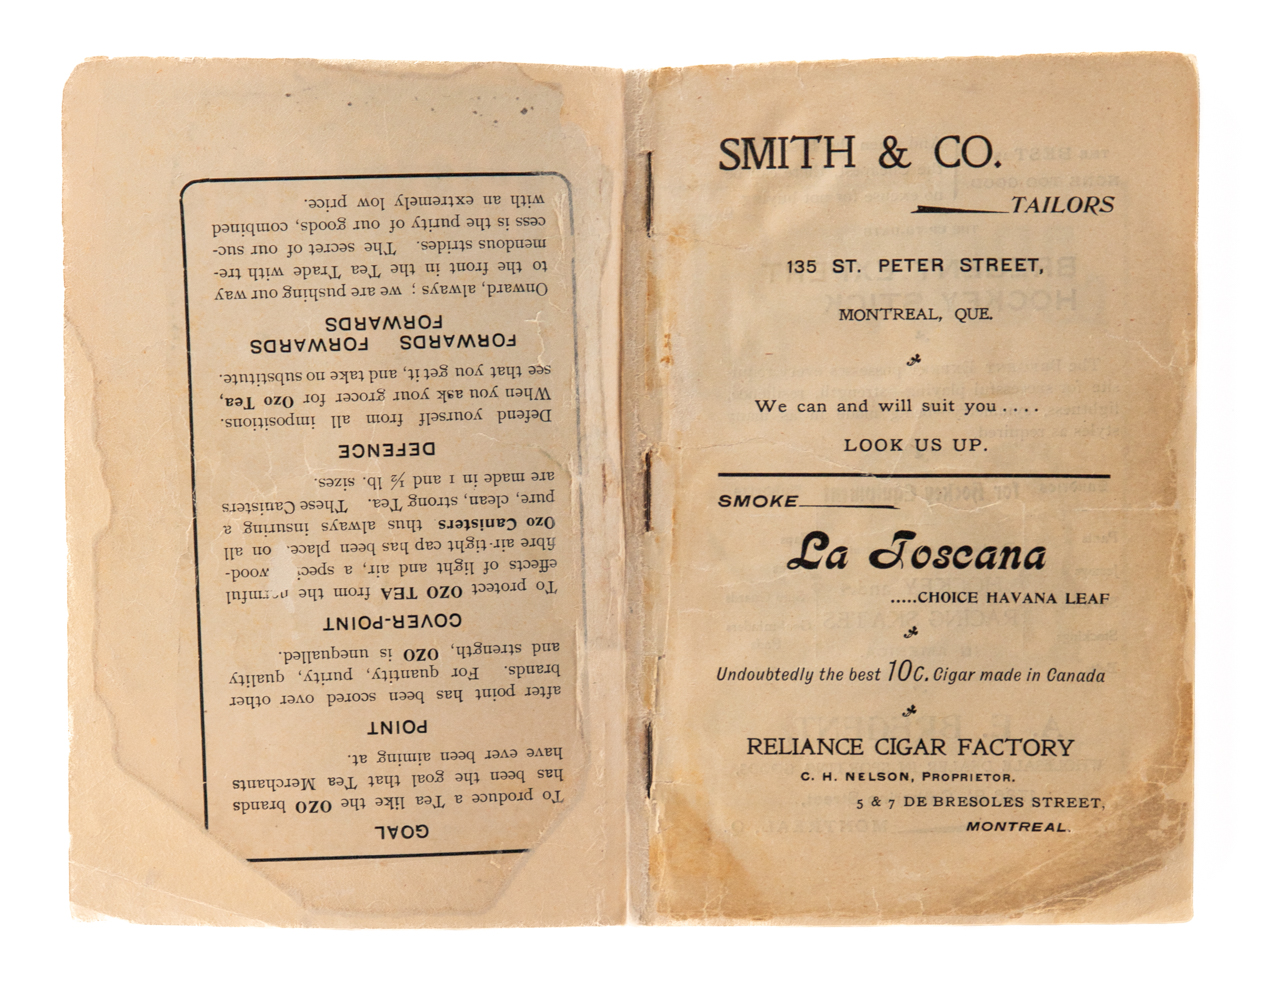 GOAL
To produce a Tea like the OZO brands
has been the goal that Tea Merchants
have ever been aiming at.
POINT
after point has been scored over other
brands. For quantity, purity, quality
and strength, OZO is unequalled.
COVER-POINT
To protect OZO TEA from the harmful
effects of light and air, a special wood-
fibre air-tight cap has been place. on all
Ozo Canisters thus always insuring a
pure, clean, strong Tea. These Canisters
are made in 1 and ½ lb. sizes.
DEFENCE
Defend yourself from all impositions.
When you ask your grocer for Ozo Tea,
see that you get it, and take no substitute.
FORWARDS FORWARDS
FORWARDS
Onward, always; we are pushing our way
to the front in the Tea Trade with tre-
mendous strides. The secret of our suc-
cess is the purity of our goods, combined
with an extremely low price.
SMITH & CO.
TAILORS
135 ST. PETER STREET,
MONTREAL, QUE.
We can and will suit you....
LOOK US UP.
SMOKE
La Toscana
.....CHOICE HAVANA LEAF
Undoubtedly the best 10c. Cigar made in Canada
RELIANCE CIGAR FACTORY
C. H. NELSON, PROPRIETOR.
5 & 7 DE BRESOLES STREET,
MONTREAL.